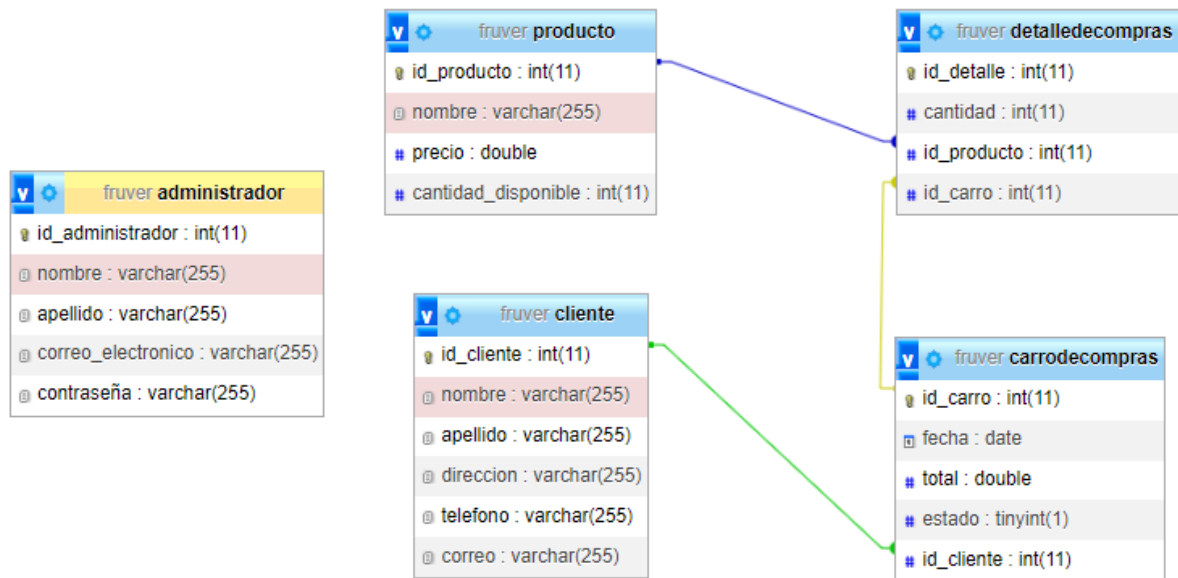 fruver producto
id_producto : int(11)
nombre : varchar(255)
precio : double
cantidad_disponible : int(11)
fruver detalledecompras
id_detalle : int(11)
cantidad : int(11)
id_producto : int(11)
id_carro : int(11)
fruver administrador
id_administrador : int(11)
nombre : varchar(255)
apellido : varchar(255)
correo_electronico : varchar(255)
contraseña : varchar(255)
fruver cliente
id_cliente : int(11)
nombre : varchar(255)
apellido : varchar(255)
direccion : varchar(255)
telefono : varchar(255)
correo : varchar(255)
fruver carrodecompras
id_carro : int(11)
fecha : date
total : double
estado : tinyint(1)
id_cliente : int(11)